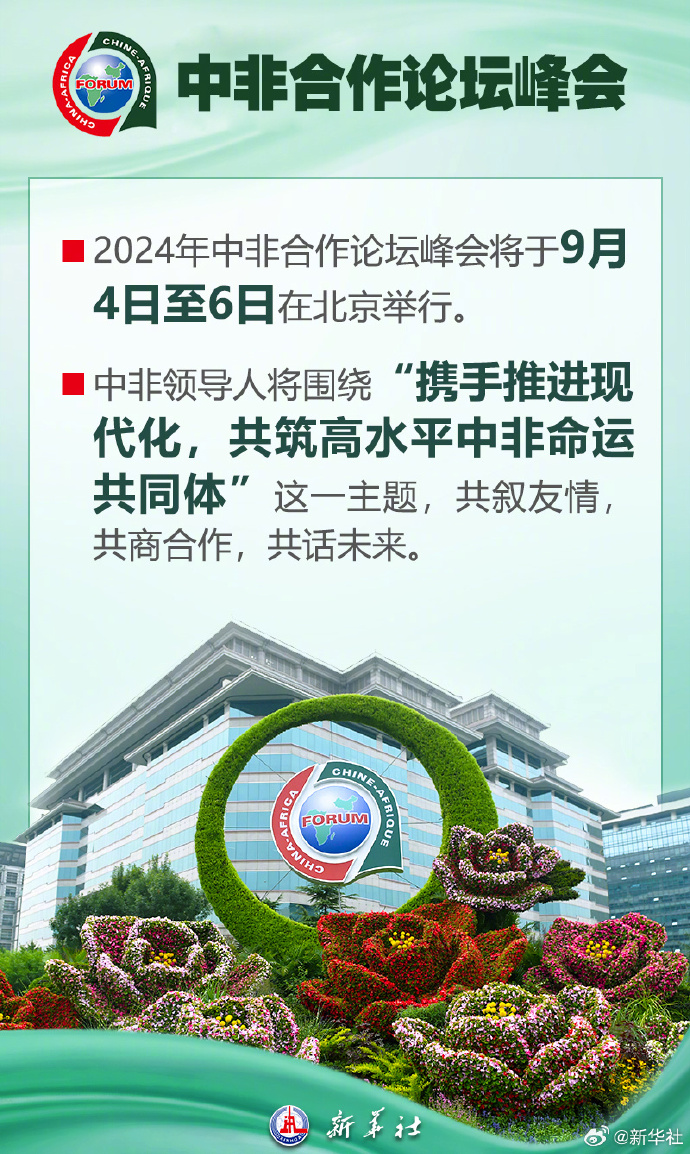 CHINA-AFRICA
CHINE-AFRIQUE
FORUM
中非合作论坛峰会
2024年中非合作论坛峰会将于9月
4日至6日在北京举行。
中非领导人将围绕“携手推进现
代化，共筑高水平中非命运
共同体”这一主题，共叙友情，
共商合作，共话未来。
CHINE-AFRIQUE
FORUM
CHINA-AFRICA
新华社
@新华社